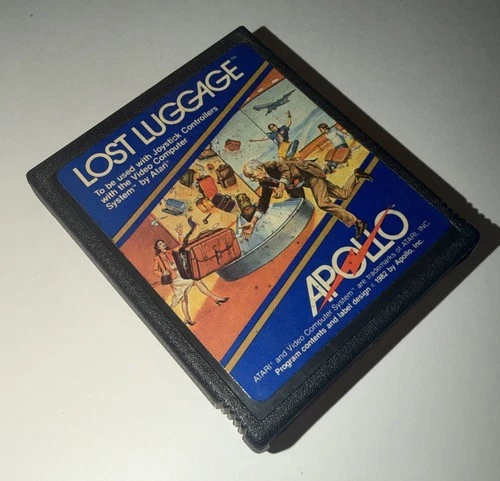 LOST LUGGAGE™
To be used with Joystick Controllers
with the Video Computer
System™ by Atari®
APOLLO™
ATARI® and Video Computer System™ are trademarks of ATARI, INC.
Program contents and label design © 1982 by Apollo, Inc.